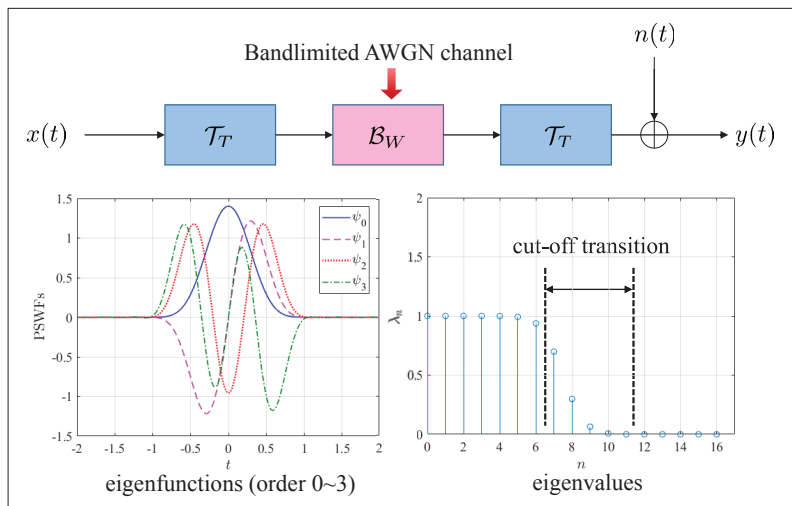 Bandlimited AWGN channel
n(t)
x(t)
𝒯_T
ℬ_W
𝒯_T
y(t)
1.5
1
0.5
0
-0.5
-1
-1.5
PSWFs
ψ_0
ψ_1
ψ_2
ψ_3
-2 -1.5 -1 -0.5 0 0.5 1 1.5 2
t
eigenfunctions (order 0~3)
2
1.5
1
0.5
0
λ_n
cut-off transition
0 2 4 6 8 10 12 14 16
n
eigenvalues